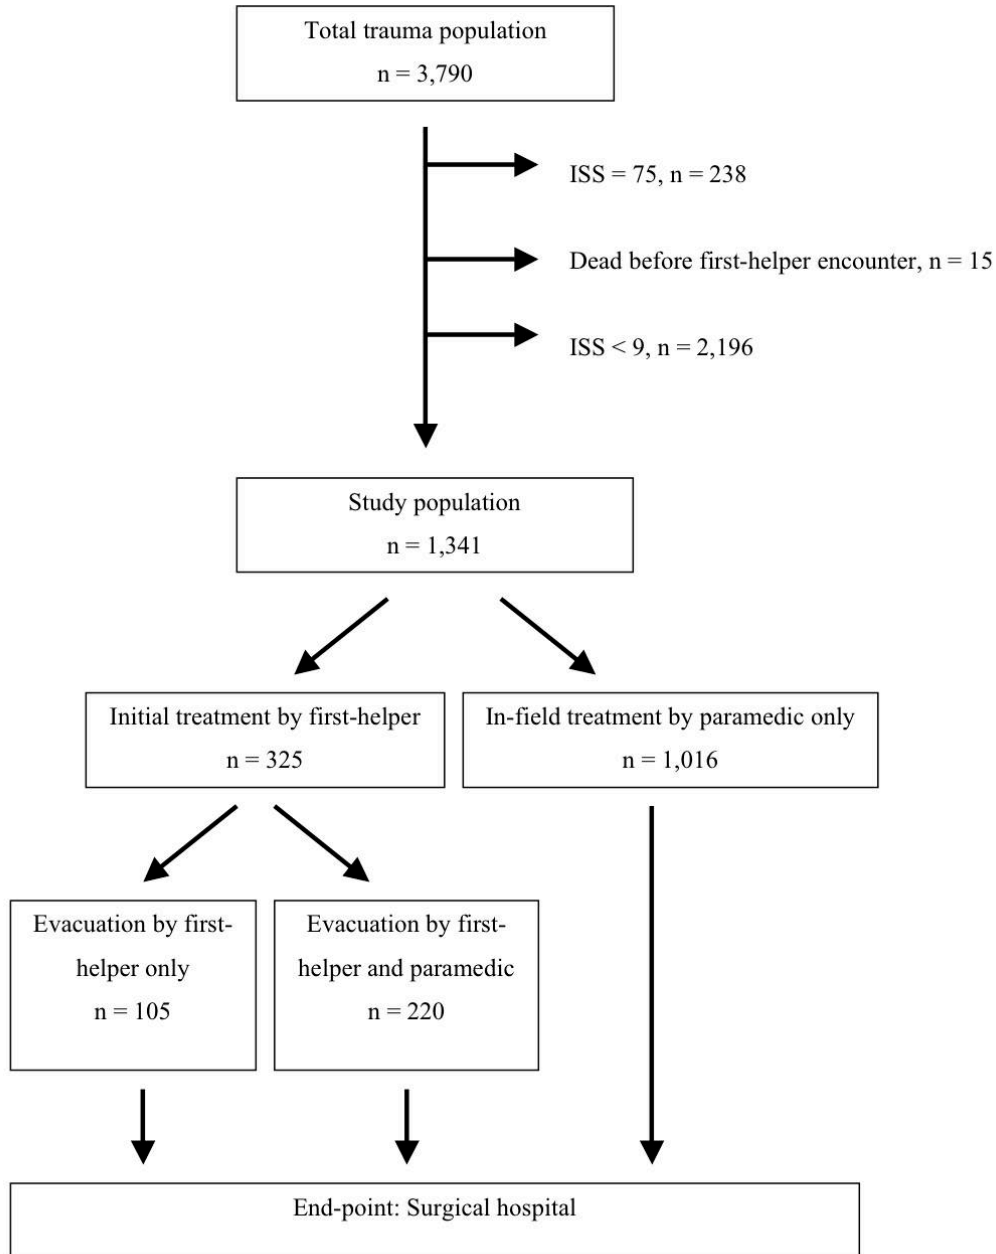 Total trauma population
n = 3,790
ISS = 75, n = 238
Dead before first-helper encounter, n = 15
ISS < 9, n = 2,196
Study population
n = 1,341
Initial treatment by first-helper
n = 325
In-field treatment by paramedic only
n = 1,016
Evacuation by first-
helper only
n = 105
Evacuation by first-
helper and paramedic
n = 220
End-point: Surgical hospital